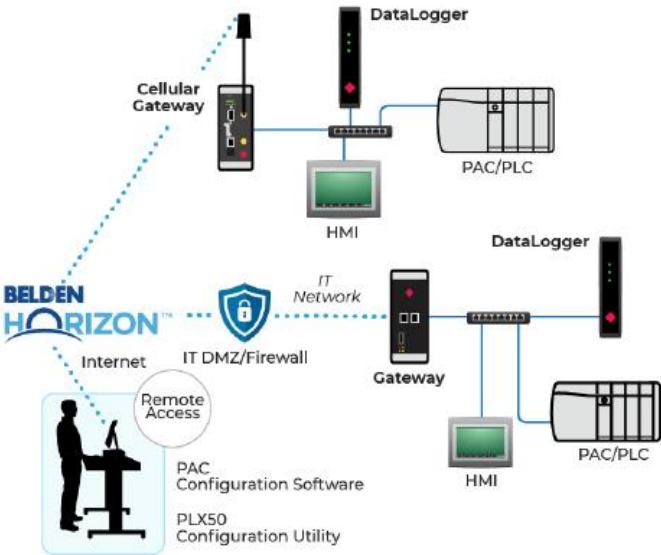 DataLogger
Cellular
Gateway
PAC/PLC
HMI
DataLogger
IT
Network
BELDEN
HORIZON™
Internet
IT DMZ/Firewall
Gateway
Remote
Access
PAC/PLC
HMI
PAC
Configuration Software
PLX50
Configuration Utility